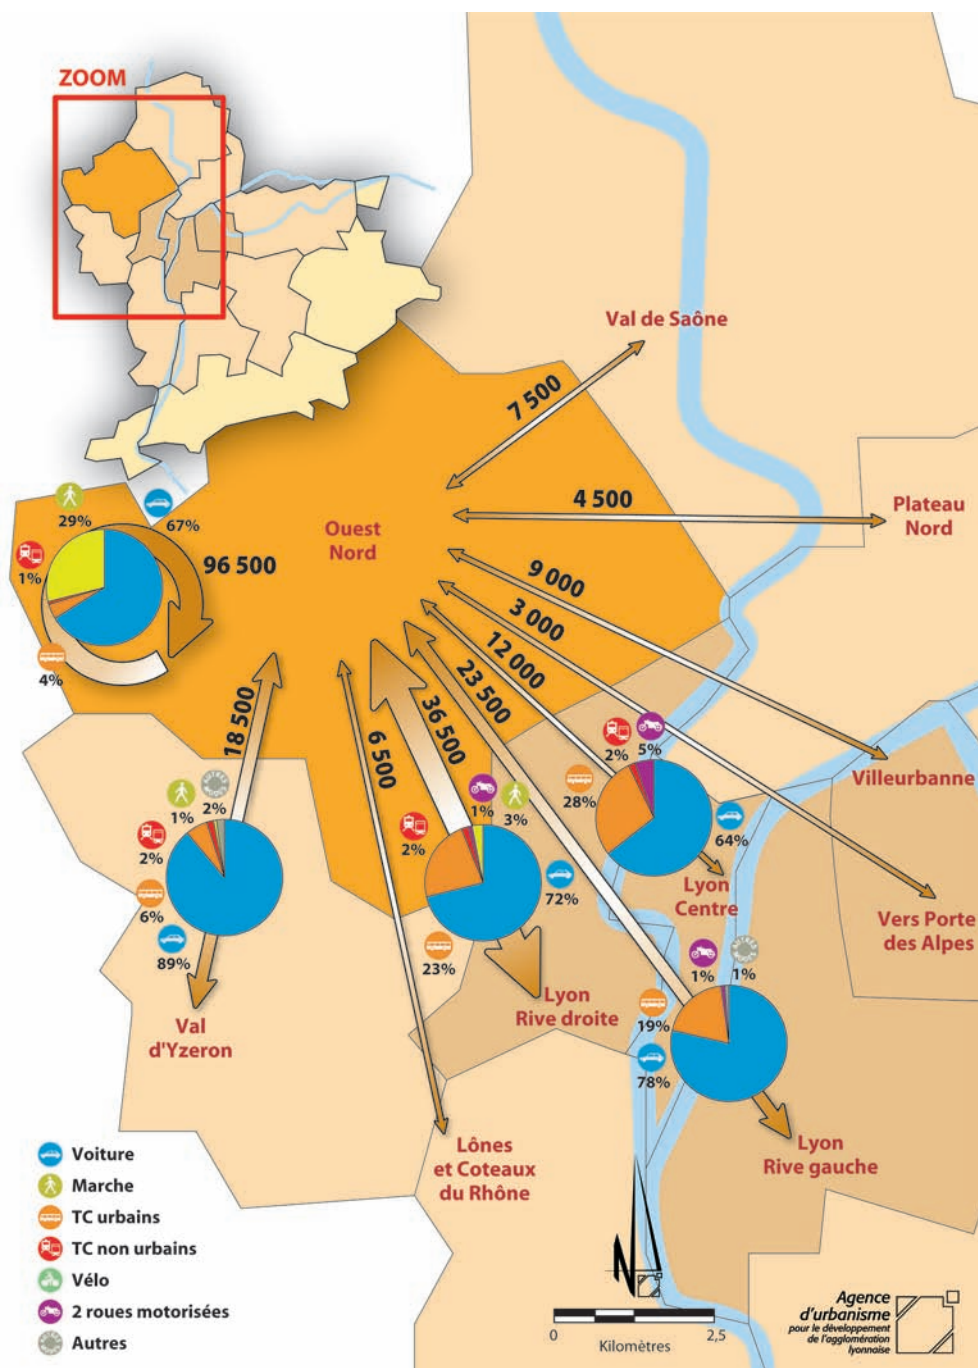 ZOOM
Val de Saône
7 500
4 500
Plateau
Nord
Ouest
Nord
29%
67%
1%
4%
96 500
9 000
3 000
12 000
23 500
36 500
6 500
18 500
Villeurbanne
Vers Porte
des Alpes
5%
2%
28%
64%
Lyon
Centre
1%
3%
2%
72%
23%
Lyon
Rive droite
1%
2%
2%
6%
89%
Val
d'Yzeron
1%
1%
19%
78%
Lyon
Rive gauche
Lônes
et Coteaux
du Rhône
Voiture
Marche
TC urbains
TC non urbains
Vélo
2 roues motorisées
Autres
N
0
2,5
Kilomètres
Agence
d'urbanisme
pour le développement
de l'agglomération
lyonnaise